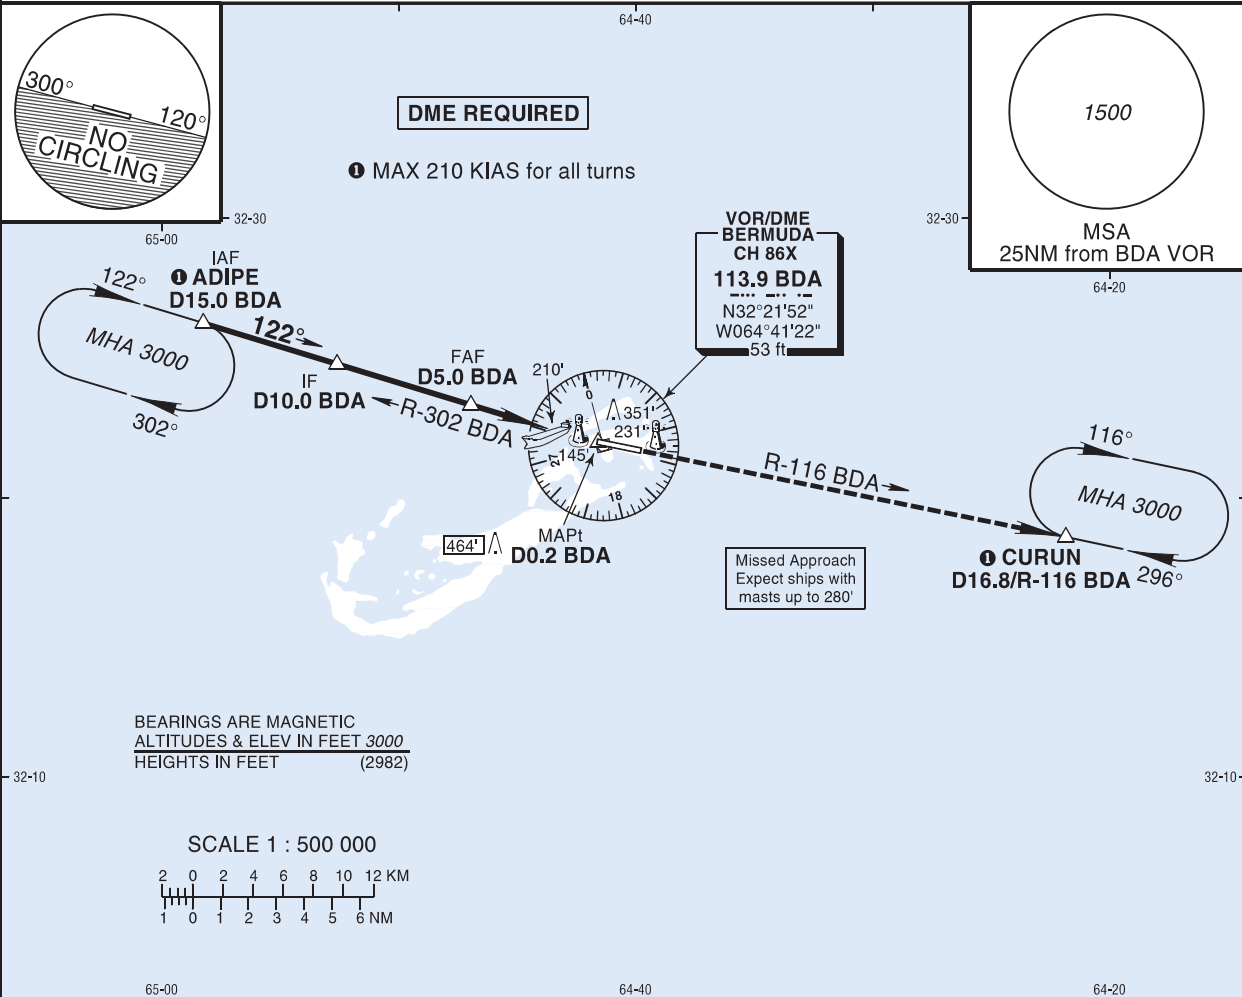 64-40
300°
120°
NO
CIRCLING
DME REQUIRED
1 MAX 210 KIAS for all turns
1500
MSA
25NM from BDA VOR
32-30
32-30
65-00
64-20
VOR/DME
BERMUDA
CH 86X
113.9 BDA
N32°21'52"
W064°41'22"
53 ft
IAF
1 ADIPE
D15.0 BDA
122°
MHA 3000
302°
122°
IF
D10.0 BDA
FAF
D5.0 BDA
R-302 BDA
210'
0
351'
231'
145'
27
18
MAPt
D0.2 BDA
464'
R-116 BDA
116°
MHA 3000
296°
1 CURUN
D16.8/R-116 BDA
Missed Approach
Expect ships with
masts up to 280'
BEARINGS ARE MAGNETIC
ALTITUDES & ELEV IN FEET 3000
HEIGHTS IN FEET (2982)
32-10
32-10
SCALE 1 : 500 000
2 0 2 4 6 8 10 12 KM
1 0 1 2 3 4 5 6 NM
65-00
64-40
64-20